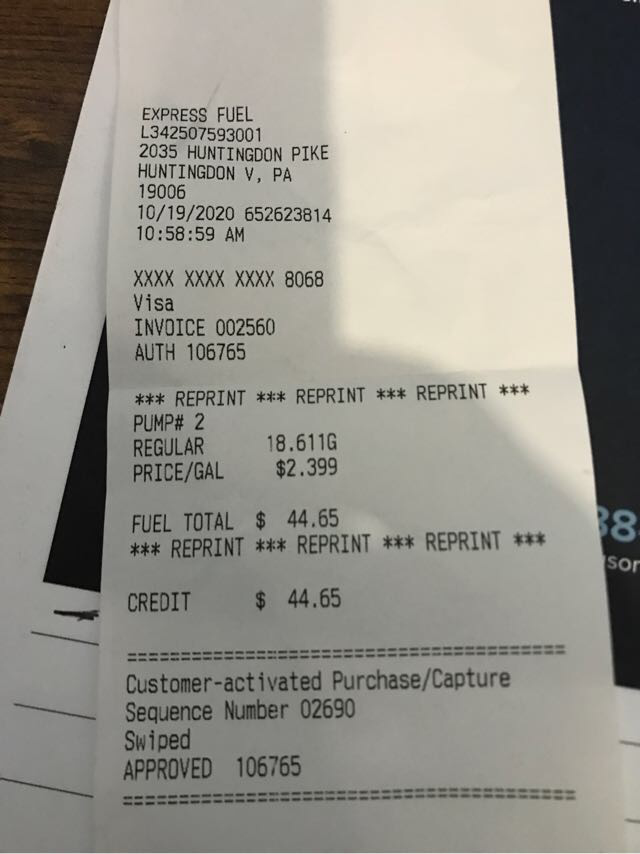 EXPRESS FUEL
L342507593001
2035 HUNTINGDON PIKE
HUNTINGDON V, PA
19006
10/19/2020 652623814
10:58:59 AM
XXXX XXXX XXXX 8068
Visa
INVOICE 002560
AUTH 106765
*** REPRINT *** REPRINT *** REPRINT ***
PUMP# 2
REGULAR 18.611G
PRICE/GAL $2.399
FUEL TOTAL $ 44.65
*** REPRINT *** REPRINT *** REPRINT ***
CREDIT $ 44.65
=========================================
Customer-activated Purchase/Capture
Sequence Number 02690
Swiped
APPROVED 106765
=========================================